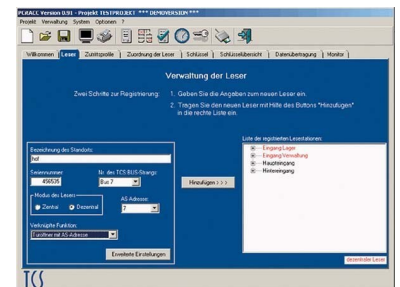 PCRACC Version 0.91 - Projekt TESTPROJEKT *** DEMOVERSION ***
Projekt Verwaltung System Optionen ?
Willkommen Leser Zutrittsprofile Zuordnung der Leser Schlüssel Schlüsselübersicht Datenübertragung Monitor
Verwaltung der Leser
Zwei Schritte zur Registrierung:
1. Geben Sie die Angaben zum neuen Leser ein.
2. Tragen Sie den neuen Leser mit Hilfe des Buttons "Hinzufügen" in die rechte Liste ein.
Bezeichnung des Standorts:
hof
Seriennummer:
456535
Nr. des TCS BUS-Strangs:
Bus 7
Modus des Lesers
Zentral
Dezentral
AS-Adresse:
7
Verknüpfte Funktion:
Türöffner mit AS-Adresse
Erweiterte Einstellungen
Hinzufügen > > >
Liste der registrierten Lesestationen:
Eingang Lager
Eingang Verwaltung
Haupteingang
Hintereingang
dezentraler Leser
TCS